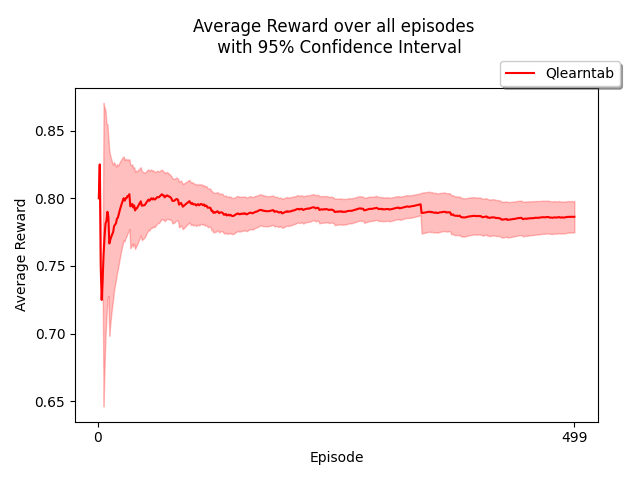 Average Reward over all episodes
with 95% Confidence Interval
Qlearntab
0.85
0.80
0.75
0.70
0.65
Average Reward
0
499
Episode